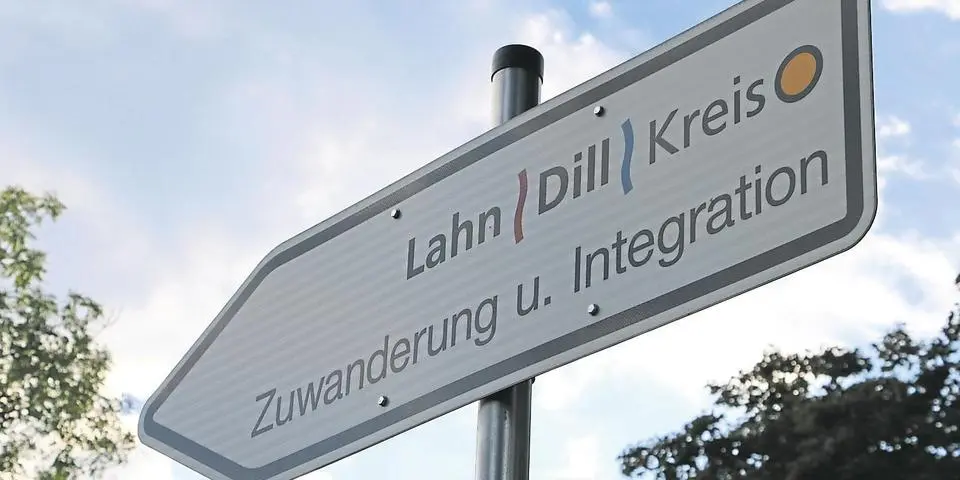 Lahn Dill Kreis
Zuwanderung u. Integration